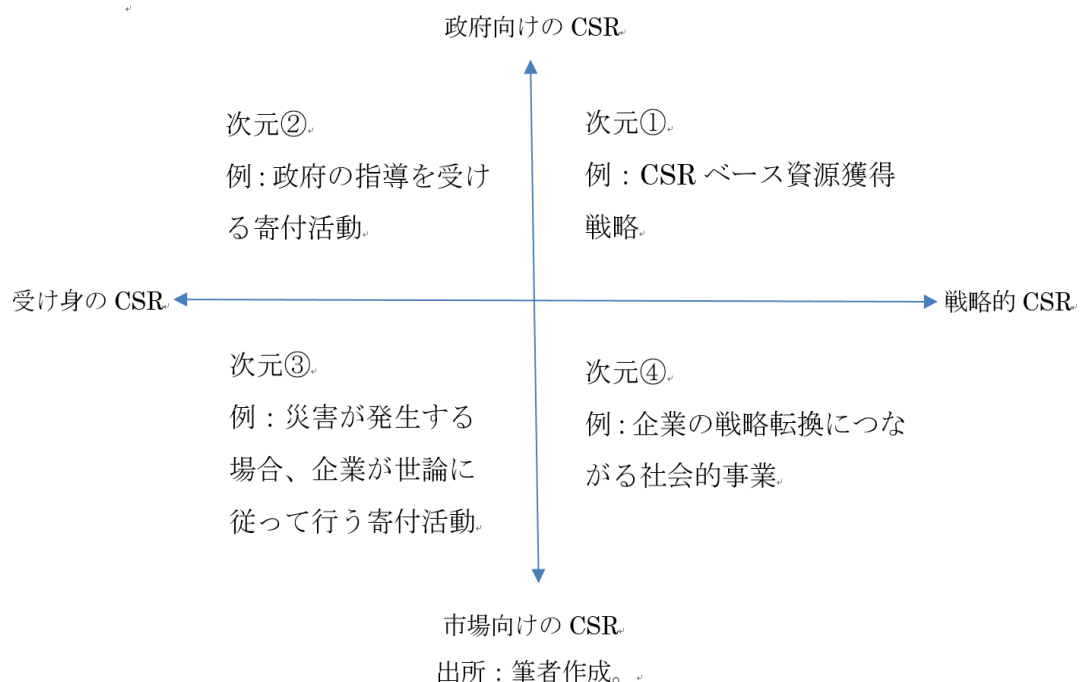 政府向けの CSR
次元②
例：政府の指導を受け
る寄付活動
次元①
例：CSR ベース資源獲得
戦略
受け身の CSR
戦略的 CSR
次元③
例：災害が発生する
場合、企業が世論に
従って行う寄付活動
次元④
例：企業の戦略転換につな
がる社会的事業
市場向けの CSR
出所：筆者作成。